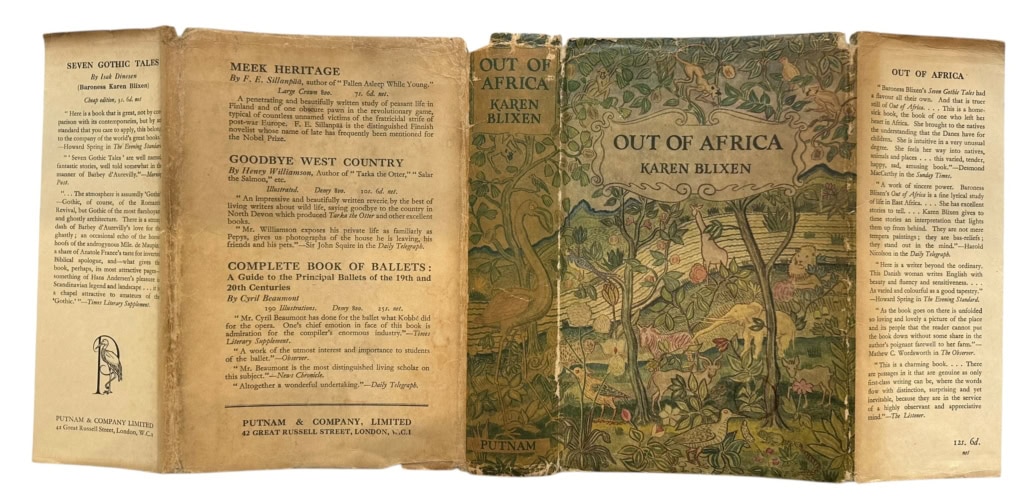 SEVEN GOTHIC TALES
By Isak Dinesen
(Baroness Karen Blixen)
Cheap edition, 3s. 6d. net
"Here is a book that is great, not by com
parison with its contemporaries, but by a
standard that you care to apply, this belon
to the company of the world's great books.
—Howard Spring in The Evening Standard
"'Seven Gothic Tales' are well
fantastic stories, well told somewhat in th
manner of Barbey d'Aurevilly."—Morni
Post.
". . . The atmosphere is assuredly 'Gothic
—Gothic, of course, of the Roman
Revival, but Gothic of the most flamboya
and ghostly architecture. There is a stron
dash of Barbey d'Aurevilly's love for th
ghastly; an occasional echo of the
hoofs of the androgynous Mlle. de Maupin
a share of Anatole France's taste for
Biblical apologue, and—what gives th
book, perhaps, its most attractive pages—
something of Hans Andersen's pleasure
Scandinavian legend and landscape . . .
a chapel attractive to amateurs of th
'Gothic.'"—Times Literary Supplement.
PUTNAM & COMPANY LIMITED
42 Great Russell Street, London, W.C.1
MEEK HERITAGE
By F. E. Sillanpää, author of "Fallen Asleep While Young."
Large Crown 8vo. 7s. 6d. net.
A penetrating and beautifully written study of peasant life in
Finland and of one obscure pawn in the revolutionary game,
typical of countless unnamed victims of the fratricidal strife of
post-war Europe. F. E. Sillanpää is the distinguished Finnish
novelist whose name of late has frequently been mentioned for
the Nobel Prize.
GOODBYE WEST COUNTRY
By Henry Williamson, Author of "Tarka the Otter," "Salar
the Salmon," etc.
Illustrated. Demy 8vo. 10s. 6d. net.
"An impressive and beautifully written reverie by the best of
living writers about wild life, saying goodbye to the country in
North Devon which produced Tarka the Otter and other excellent
books.
"Mr. Williamson exposes his private life as familiarly as
Pepys, gives us photographs of the house he is leaving, his
friends and his pets."—Sir John Squire in the Daily Telegraph.
COMPLETE BOOK OF BALLETS:
A Guide to the Principal Ballets of the 19th and
20th Centuries
By Cyril Beaumont
190 Illustrations. Demy 8vo. 25s. net.
"Mr. Cyril Beaumont has done for the ballet what Kobbé did
for the opera. One's chief emotion in face of this book is
admiration for the compiler's enormous industry."—Times
Literary Supplement.
"A work of the utmost interest and importance to students
of the ballet."—Observer.
"Mr. Beaumont is the most distinguished living scholar on
this subject."—News Chronicle.
"Altogether a wonderful undertaking."—Daily Telegraph.
PUTNAM & COMPANY, LIMITED
42 GREAT RUSSELL STREET, LONDON, W.C.1
OUT OF
AFRICA
KAREN
BLIXEN
PUTNAM
OUT OF AFRICA
KAREN BLIXEN
OUT OF AFRICA
"Baroness Blixen's Seven Gothic Tales had
a flavour all their own. And that is truer
still of Out of Africa. . . . This is a home-
sick book, the book of one who left her
heart in Africa. She brought to the natives
the understanding that the Danes have for
children. She is intuitive in a very unusual
degree. She feels her way into natives,
animals and places . . . this varied, tender,
happy, sad, amusing book."—Desmond
MacCarthy in the Sunday Times.
"A work of sincere power. Baroness
Blixen's Out of Africa is a fine lyrical study
of life in East Africa. . . . She has excellent
stories to tell. . . . Karen Blixen gives to
these stories an interpretation that lights
them up from behind. They are not mere
tempera paintings; they are bas-reliefs;
they stand out in the mind."—Harold
Nicolson in the Daily Telegraph.
"Here is a writer beyond the ordinary.
This Danish woman writes English with
beauty and fluency and sensitiveness. . . .
As varied and colourful as a good tapestry."
—Howard Spring in The Evening Standard.
"As the book goes on there is unfolded
so loving and lovely a picture of the place
and its people that the reader cannot put
the book down without some share in the
author's poignant farewell to her farm."—
Mathew C. Wordsworth in The Observer.
"This is a charming book. . . . There
are passages in it that are genuine as only
first-class writing can be, where the words
flow with distinction, surprising and yet
inevitable, because they are in the service
of a highly observant and appreciative
mind."—The Listener.
12s. 6d.
net